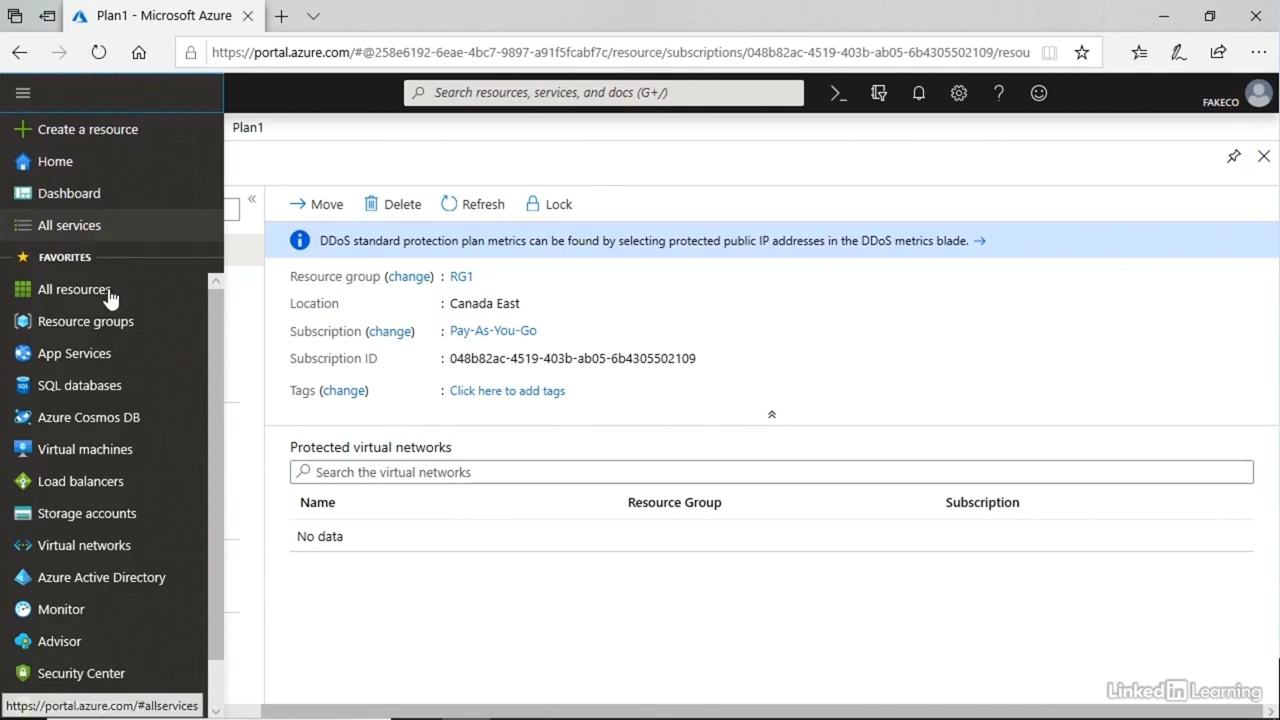 Plan1 - Microsoft Azure
https://portal.azure.com/#@258e6192-6eae-4bc7-9897-a91f5fcabf7c/resource/subscriptions/048b82ac-4519-403b-ab05-6b4305502109/resou
Search resources, services, and docs (G+/)
FAKECO
Create a resource
Home
Dashboard
All services
FAVORITES
All resources
Resource groups
App Services
SQL databases
Azure Cosmos DB
Virtual machines
Load balancers
Storage accounts
Virtual networks
Azure Active Directory
Monitor
Advisor
Security Center
https://portal.azure.com/#allservices
Plan1
Move Delete Refresh Lock
DDoS standard protection plan metrics can be found by selecting protected public IP addresses in the DDoS metrics blade.
Resource group (change) : RG1
Location : Canada East
Subscription (change) : Pay-As-You-Go
Subscription ID : 048b82ac-4519-403b-ab05-6b4305502109
Tags (change) : Click here to add tags
Protected virtual networks
Search the virtual networks
Name Resource Group Subscription
No data
Linked in Learning